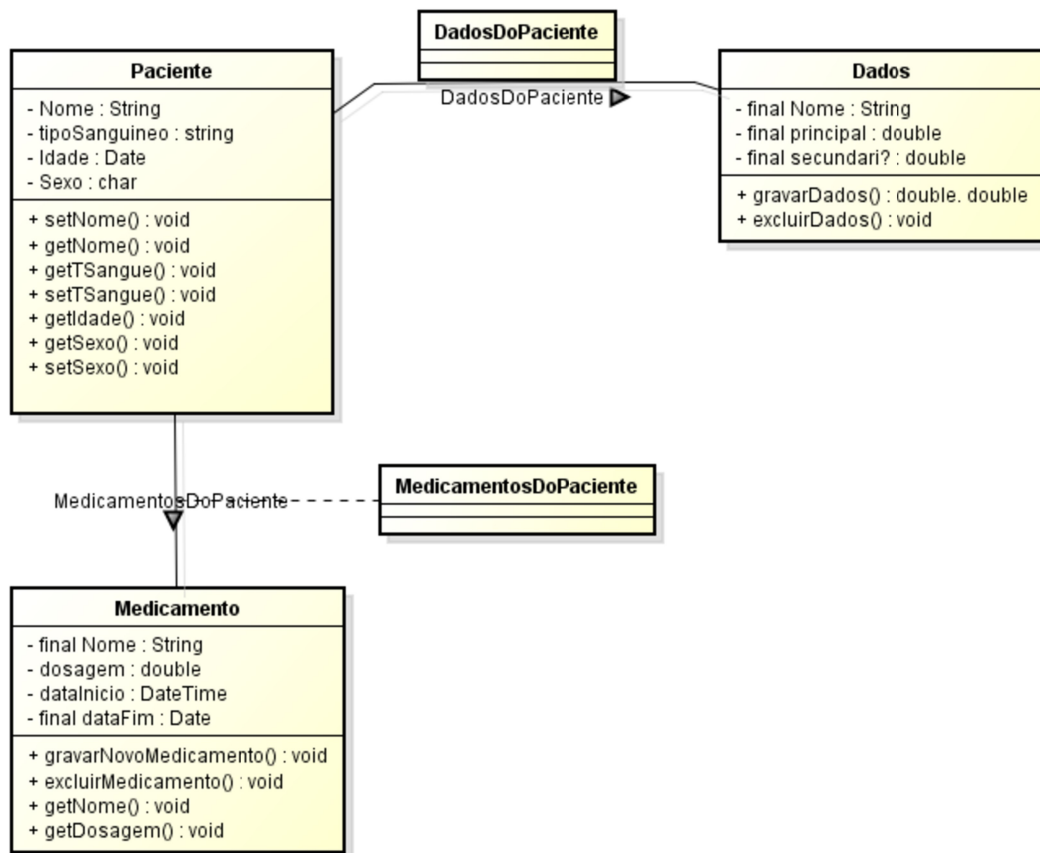 DadosDoPaciente
DadosDoPaciente
Paciente
- Nome : String
- tipoSanguineo : string
- Idade : Date
- Sexo : char
+ setNome() : void
+ getNome() : void
+ getTSangue() : void
+ setTSangue() : void
+ getIdade() : void
+ getSexo() : void
+ setSexo() : void
Dados
- final Nome : String
- final principal : double
- final secundari? : double
+ gravarDados() : double. double
+ excluirDados() : void
MedicamentosDoPaciente
MedicamentosDoPaciente
Medicamento
- final Nome : String
- dosagem : double
- dataInicio : DateTime
- final dataFim : Date
+ gravarNovoMedicamento() : void
+ excluirMedicamento() : void
+ getNome() : void
+ getDosagem() : void